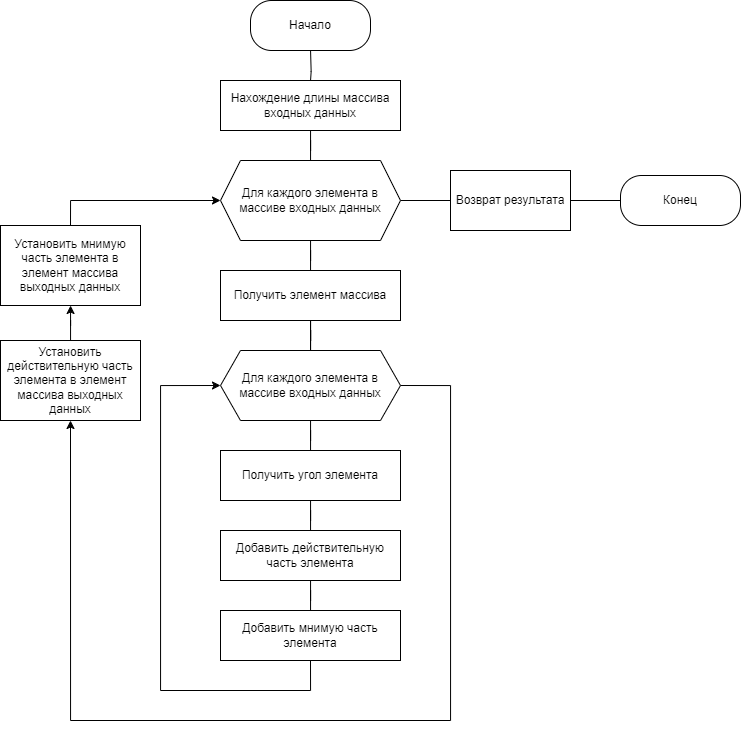 Начало
Нахождение длины массива
входных данных
Для каждого элемента в
массиве входных данных
Возврат результата
Конец
Установить мнимую
часть элемента в
элемент массива
выходных данных
Получить элемент массива
Установить
действительную часть
элемента в элемент
массива выходных
данных
Для каждого элемента в
массиве входных данных
Получить угол элемента
Добавить действительную
часть элемента
Добавить мнимую часть
элемента